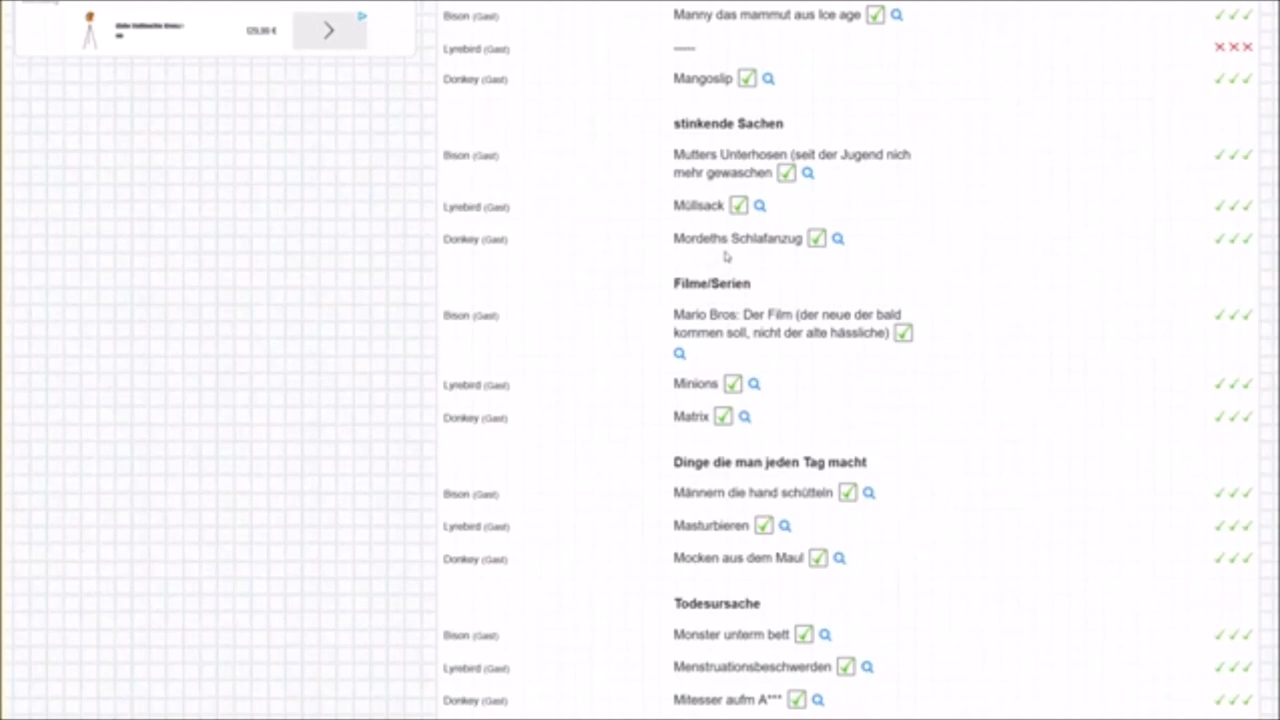 129,99 €
Bison (Gast) Manny das mammut aus Ice age ✓✓✓
Lyrebird (Gast) ----- ✕✕✕
Donkey (Gast) Mangoslip ✓✓✓
stinkende Sachen
Bison (Gast) Mutters Unterhosen (seit der Jugend nich ✓✓✓
mehr gewaschen
Lyrebird (Gast) Müllsack ✓✓✓
Donkey (Gast) Mordeths Schlafanzug ✓✓✓
Filme/Serien
Bison (Gast) Mario Bros: Der Film (der neue der bald ✓✓✓
kommen soll, nicht der alte hässliche)
Lyrebird (Gast) Minions ✓✓✓
Donkey (Gast) Matrix ✓✓✓
Dinge die man jeden Tag macht
Bison (Gast) Männern die hand schütteln ✓✓✓
Lyrebird (Gast) Masturbieren ✓✓✓
Donkey (Gast) Mocken aus dem Maul ✓✓✓
Todesursache
Bison (Gast) Monster unterm bett ✓✓✓
Lyrebird (Gast) Menstruationsbeschwerden ✓✓✓
Donkey (Gast) Mitesser aufm A*** ✓✓✓